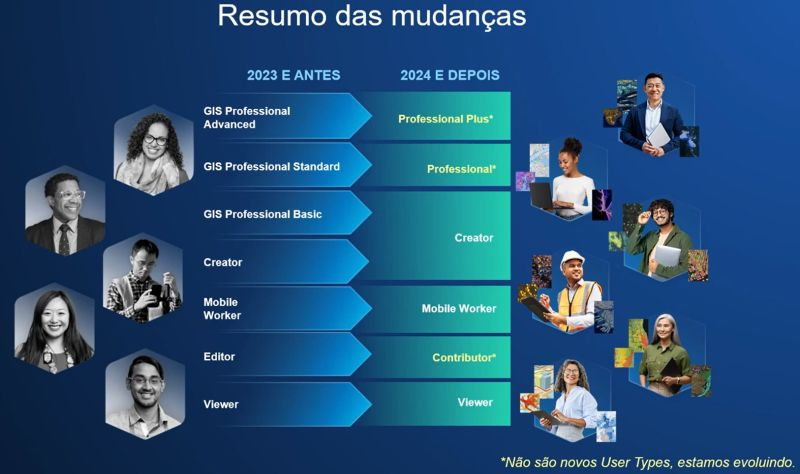 Resumo das mudanças
2023 E ANTES
2024 E DEPOIS
GIS Professional
Advanced
Professional Plus*
GIS Professional Standard
Professional*
GIS Professional Basic
Creator
Creator
Mobile
Worker
Mobile Worker
Editor
Contributor*
Viewer
Viewer
*Não são novos User Types, estamos evoluindo.